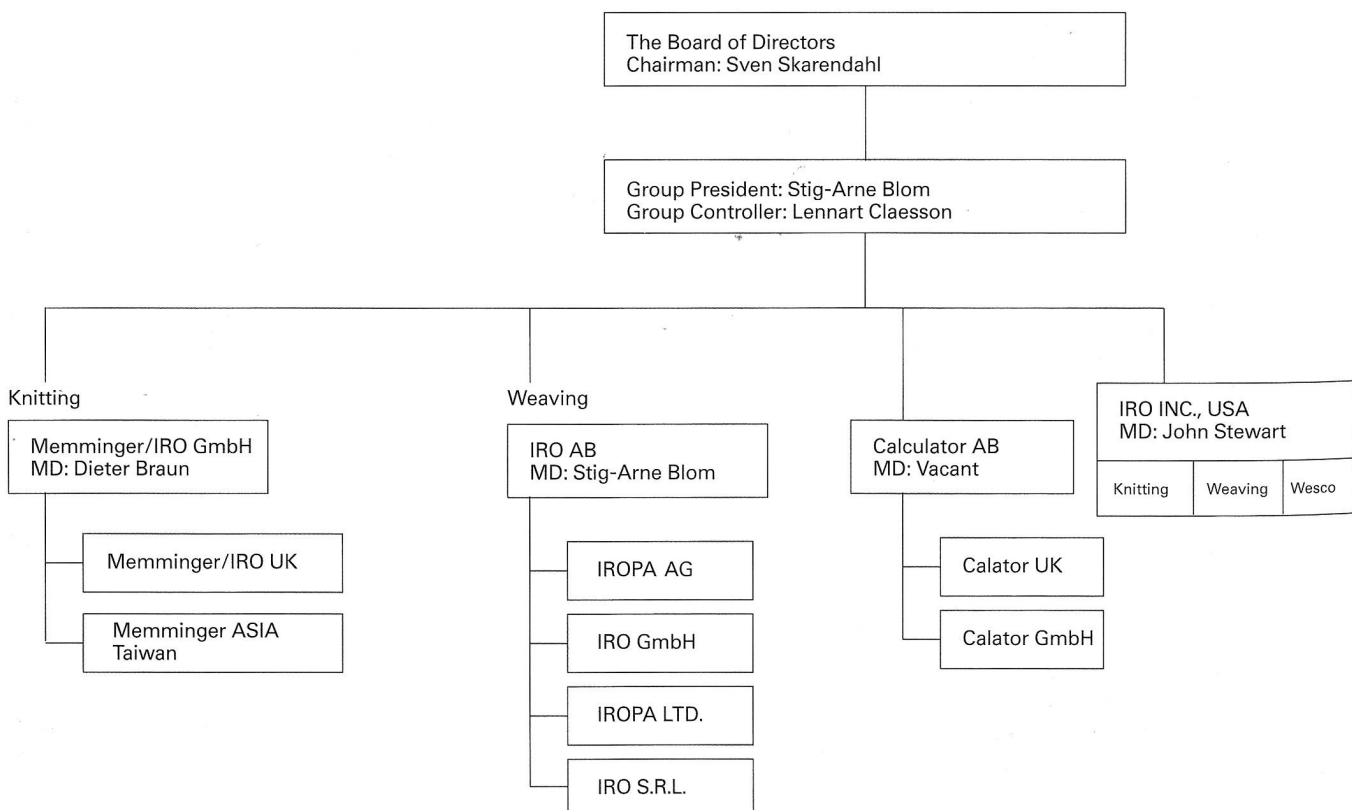 The Board of Directors
Chairman: Sven Skarendahl
Group President: Stig-Arne Blom
Group Controller: Lennart Claesson
Knitting
Memminger/IRO GmbH
MD: Dieter Braun
Memminger/IRO UK
Memminger ASIA
Taiwan
Weaving
IRO AB
MD: Stig-Arne Blom
IROPA AG
IRO GmbH
IROPA LTD.
IRO S.R.L.
Calculator AB
MD: Vacant
Calator UK
Calator GmbH
IRO INC., USA
MD: John Stewart
Knitting Weaving Wesco